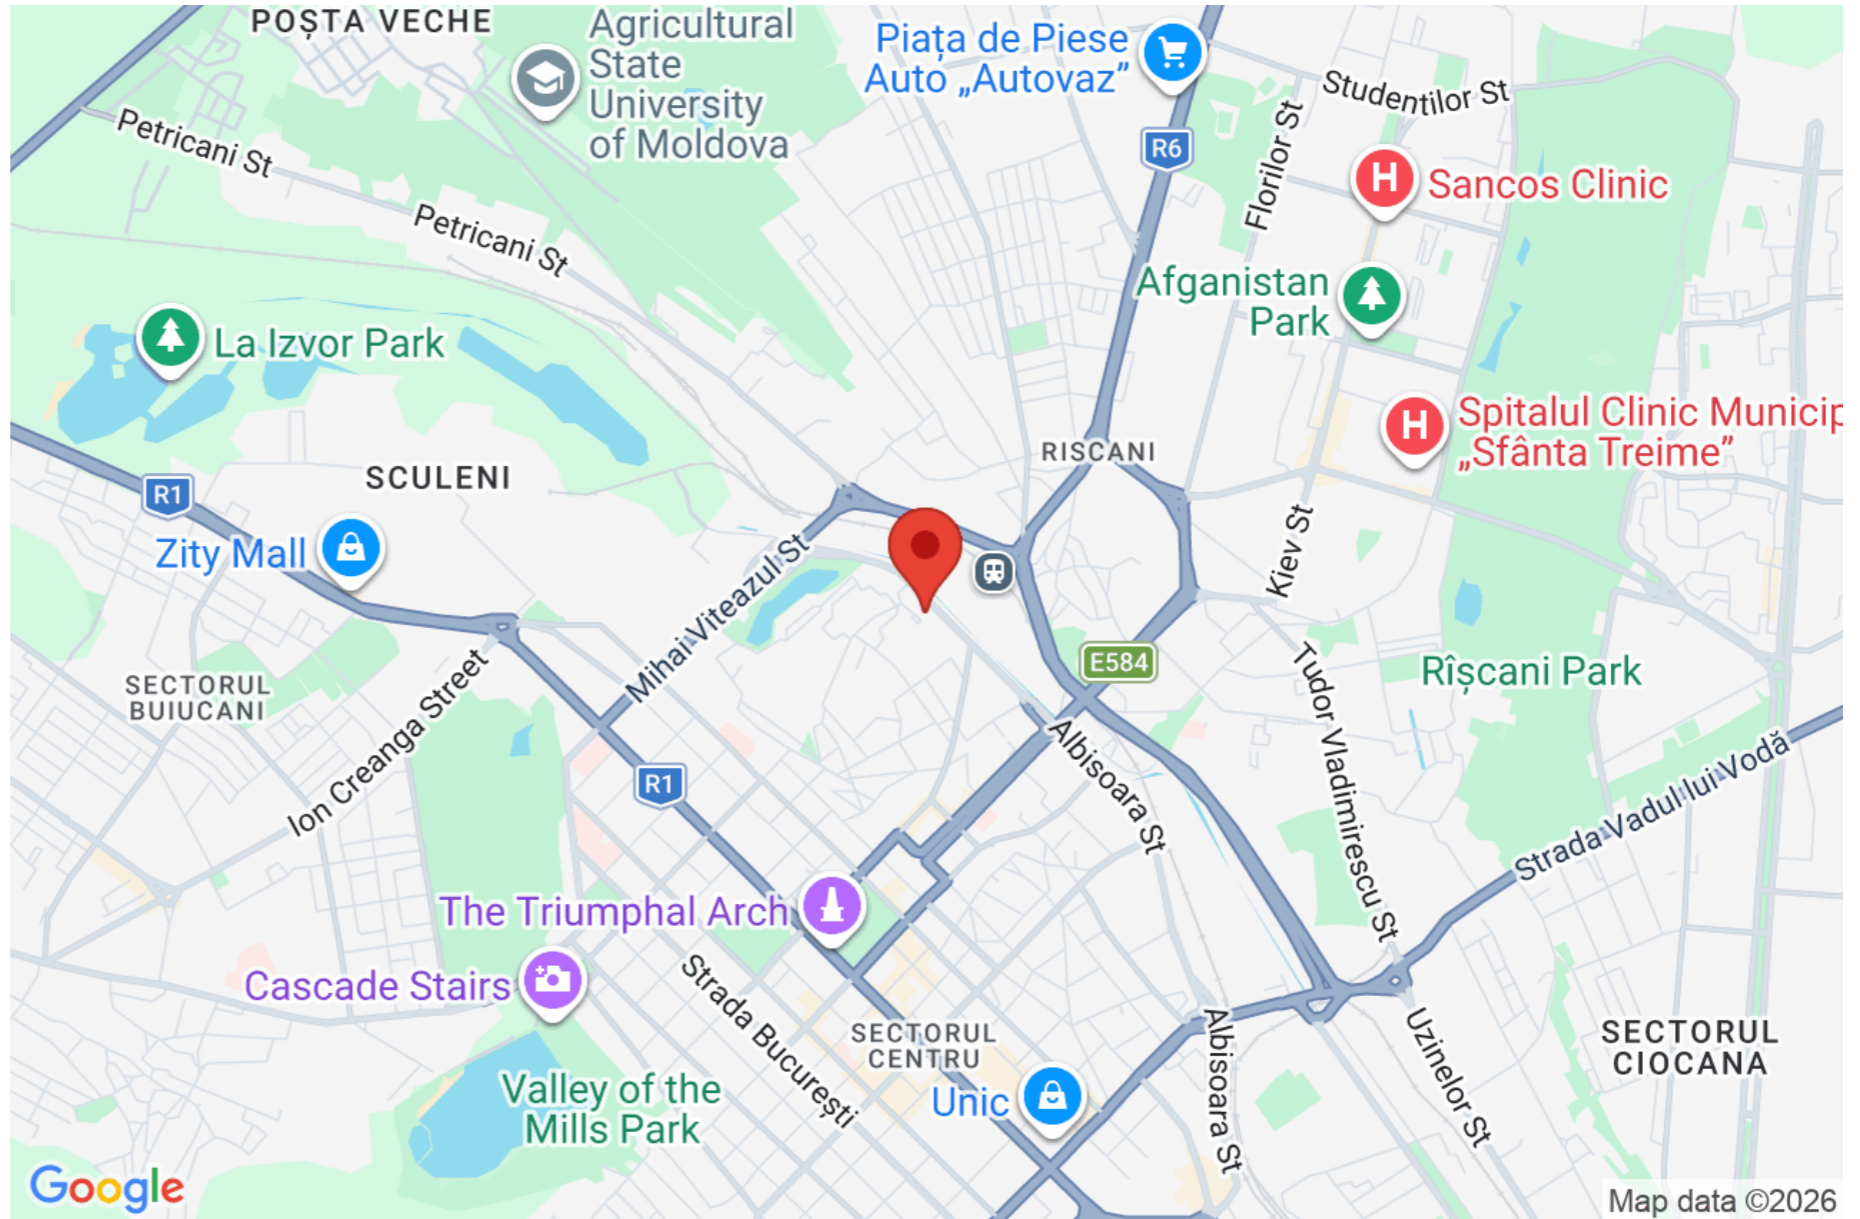 POȘTA VECHE
Agricultural
State
University
of Moldova
Piața de Piese
Auto „Autovaz”
Studentilor St
Petricani St
R6
Florilor St
Sancos Clinic
Petricani St
Afganistan
Park
La Izvor Park
Spitalul Clinic Municip
„Sfânta Treime”
RISCANI
SCULENI
R1
Zity Mall
Mihai Viteazul St
Kiev St
E584
Rîșcani Park
SECTORUL
BUIUCANI
Ion Creanga Street
Tudor Vladimirescu St
R1
Albisoara St
Strada Vadul lui Vodă
The Triumphal Arch
Cascade Stairs
Strada București
SECTORUL
CENTRU
Albisoara St
Uzinelor St
SECTORUL
CIOCANA
Valley of the
Mills Park
Unic
Google
Map data ©2026